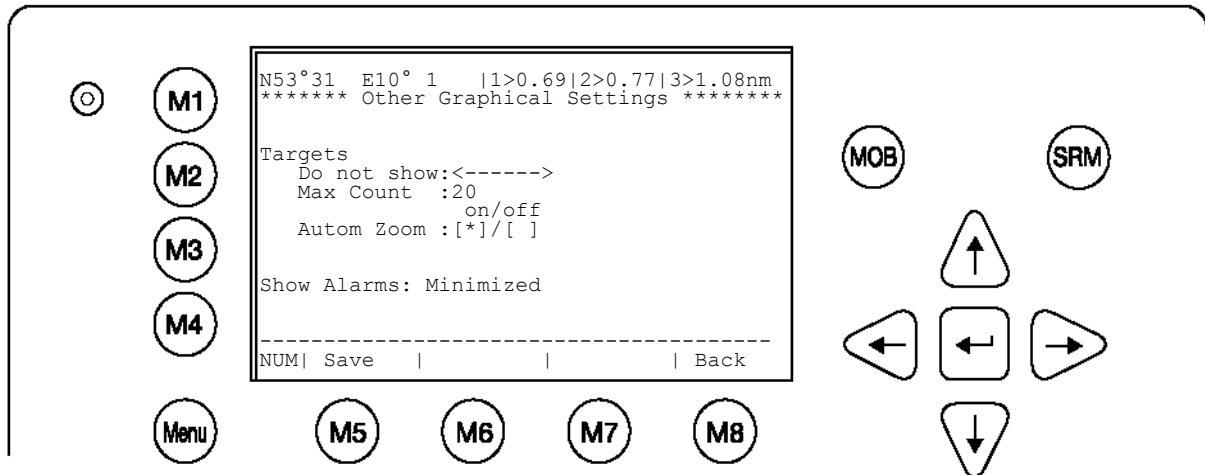 N53°31 E10° 1 |1>0.69|2>0.77|3>1.08nm
******* Other Graphical Settings ********
Targets
Do not show:<------>
Max Count :20
on/off
Autom Zoom :[*]/[ ]
Show Alarms: Minimized
----------------------------------------
NUM| Save | | | Back
M1
M2
M3
M4
Menu
M5
M6
M7
M8
MOB
SRM